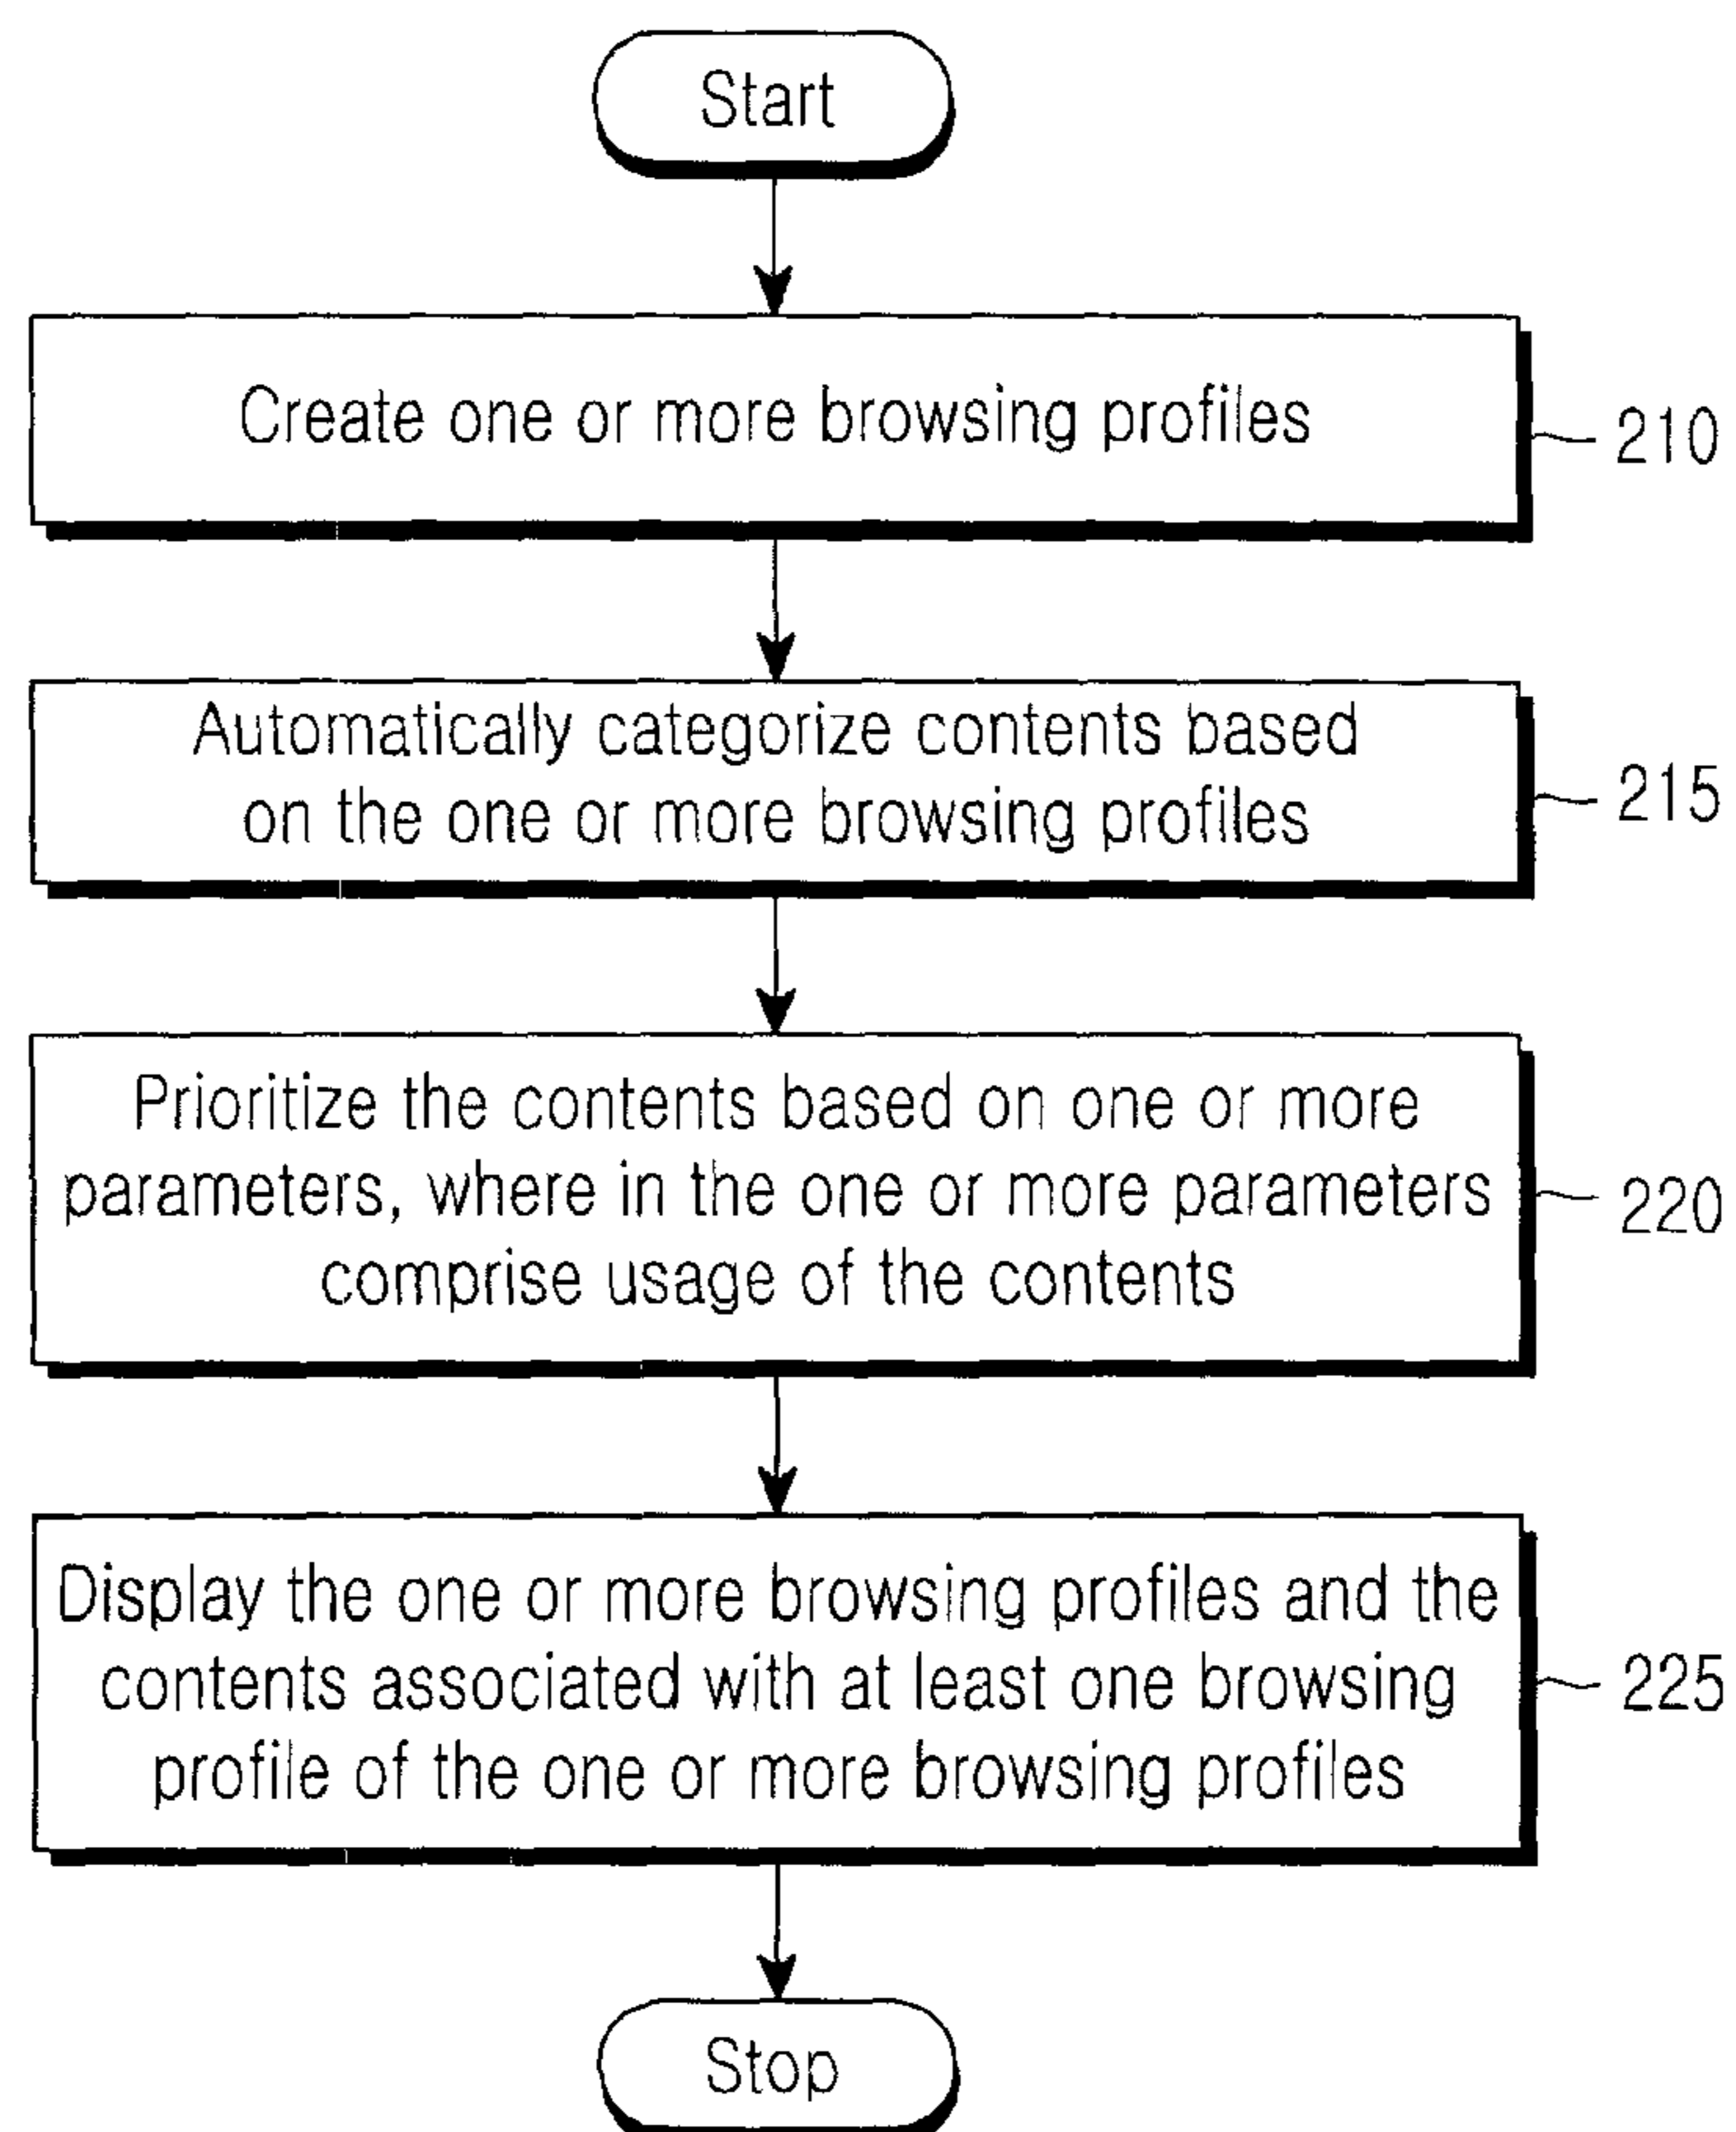 Start
Create one or more browsing profiles
210
Automatically categorize contents based
on the one or more browsing profiles
215
Prioritize the contents based on one or more
parameters, where in the one or more parameters
comprise usage of the contents
220
Display the one or more browsing profiles and the
contents associated with at least one browsing
profile of the one or more browsing profiles
225
Stop